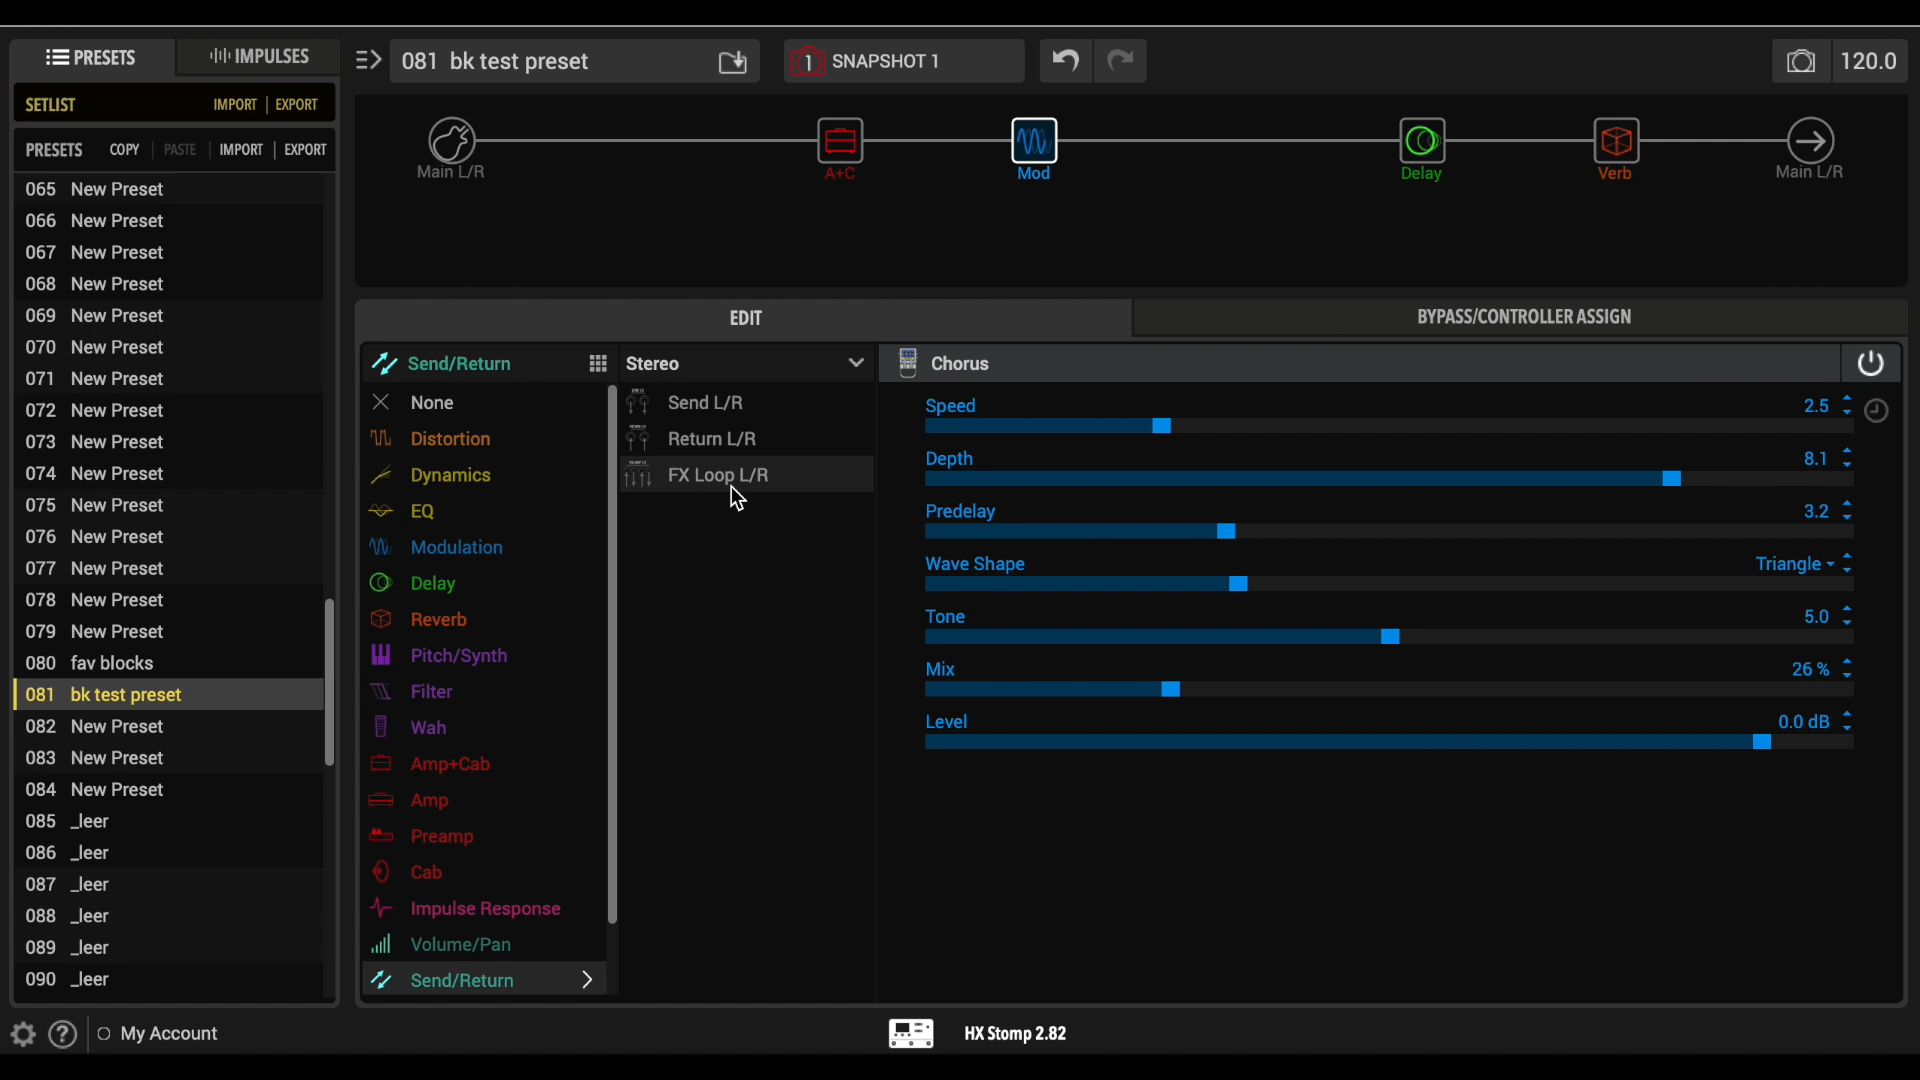 PRESETS
IMPULSES
081 bk test preset
1 SNAPSHOT 1
120.0
SETLIST IMPORT EXPORT
PRESETS COPY PASTE IMPORT EXPORT
065 New Preset
066 New Preset
067 New Preset
068 New Preset
069 New Preset
070 New Preset
071 New Preset
072 New Preset
073 New Preset
074 New Preset
075 New Preset
076 New Preset
077 New Preset
078 New Preset
079 New Preset
080 fav blocks
081 bk test preset
082 New Preset
083 New Preset
084 New Preset
085 _leer
086 _leer
087 _leer
088 _leer
089 _leer
090 _leer
Main L/R
A+C
Mod
Delay
Verb
Main L/R
EDIT
BYPASS/CONTROLLER ASSIGN
Send/Return
None
Distortion
Dynamics
EQ
Modulation
Delay
Reverb
Pitch/Synth
Filter
Wah
Amp+Cab
Amp
Preamp
Cab
Impulse Response
Volume/Pan
Send/Return
Stereo
Send L/R
Return L/R
FX Loop L/R
Chorus
Speed 2.5
Depth 8.1
Predelay 3.2
Wave Shape Triangle
Tone 5.0
Mix 26 %
Level 0.0 dB
? My Account
HX Stomp 2.82